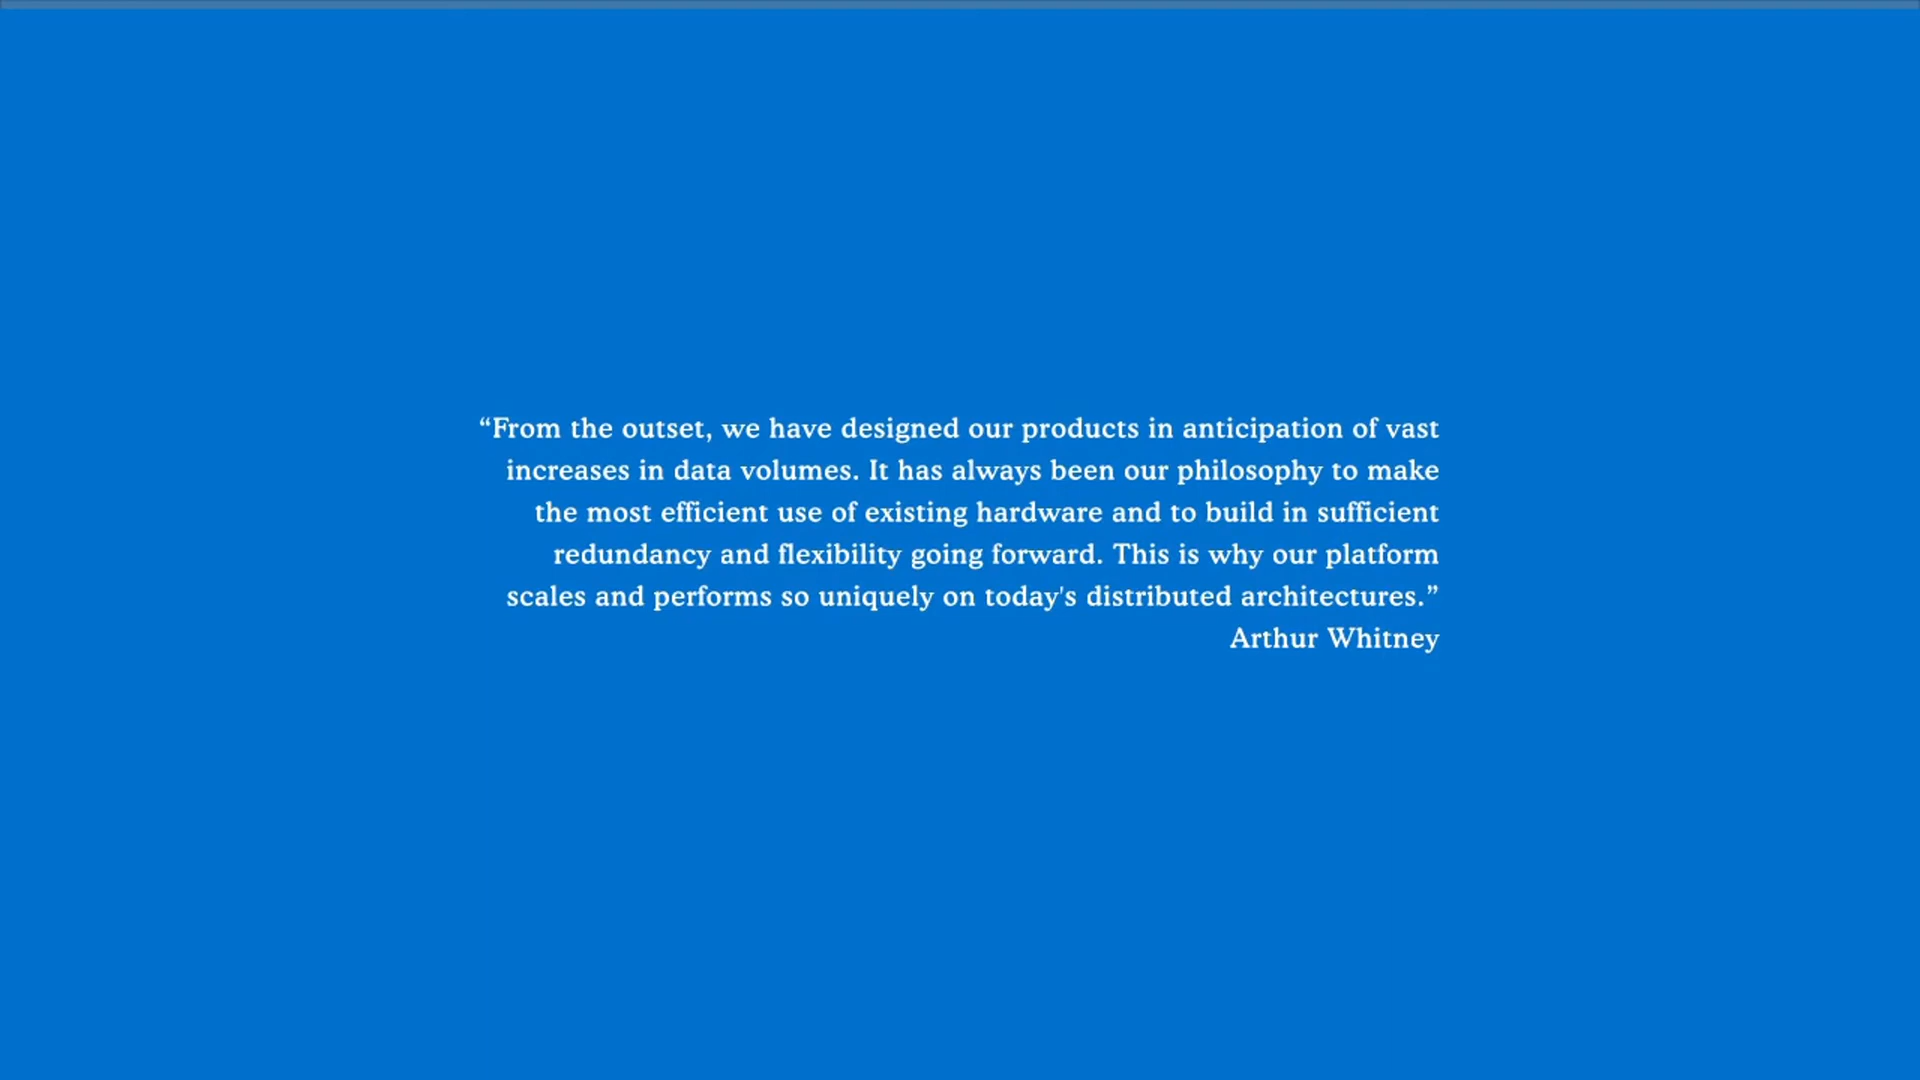 “From the outset, we have designed our products in anticipation of vast
increases in data volumes. It has always been our philosophy to make
the most efficient use of existing hardware and to build in sufficient
redundancy and flexibility going forward. This is why our platform
scales and performs so uniquely on today's distributed architectures.”
Arthur Whitney